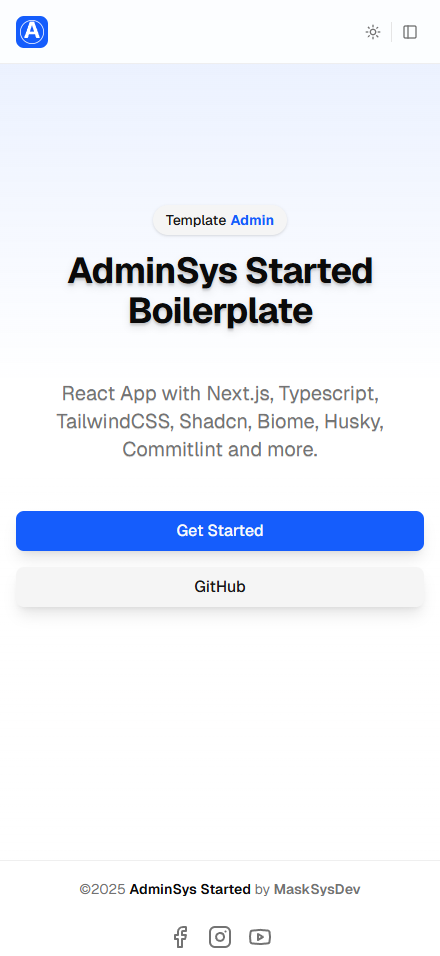 A
Template Admin
AdminSys Started
Boilerplate
React App with Next.js, Typescript,
TailwindCSS, Shadcn, Biome, Husky,
Commitlint and more.
Get Started
GitHub
©2025 AdminSys Started by MaskSysDev